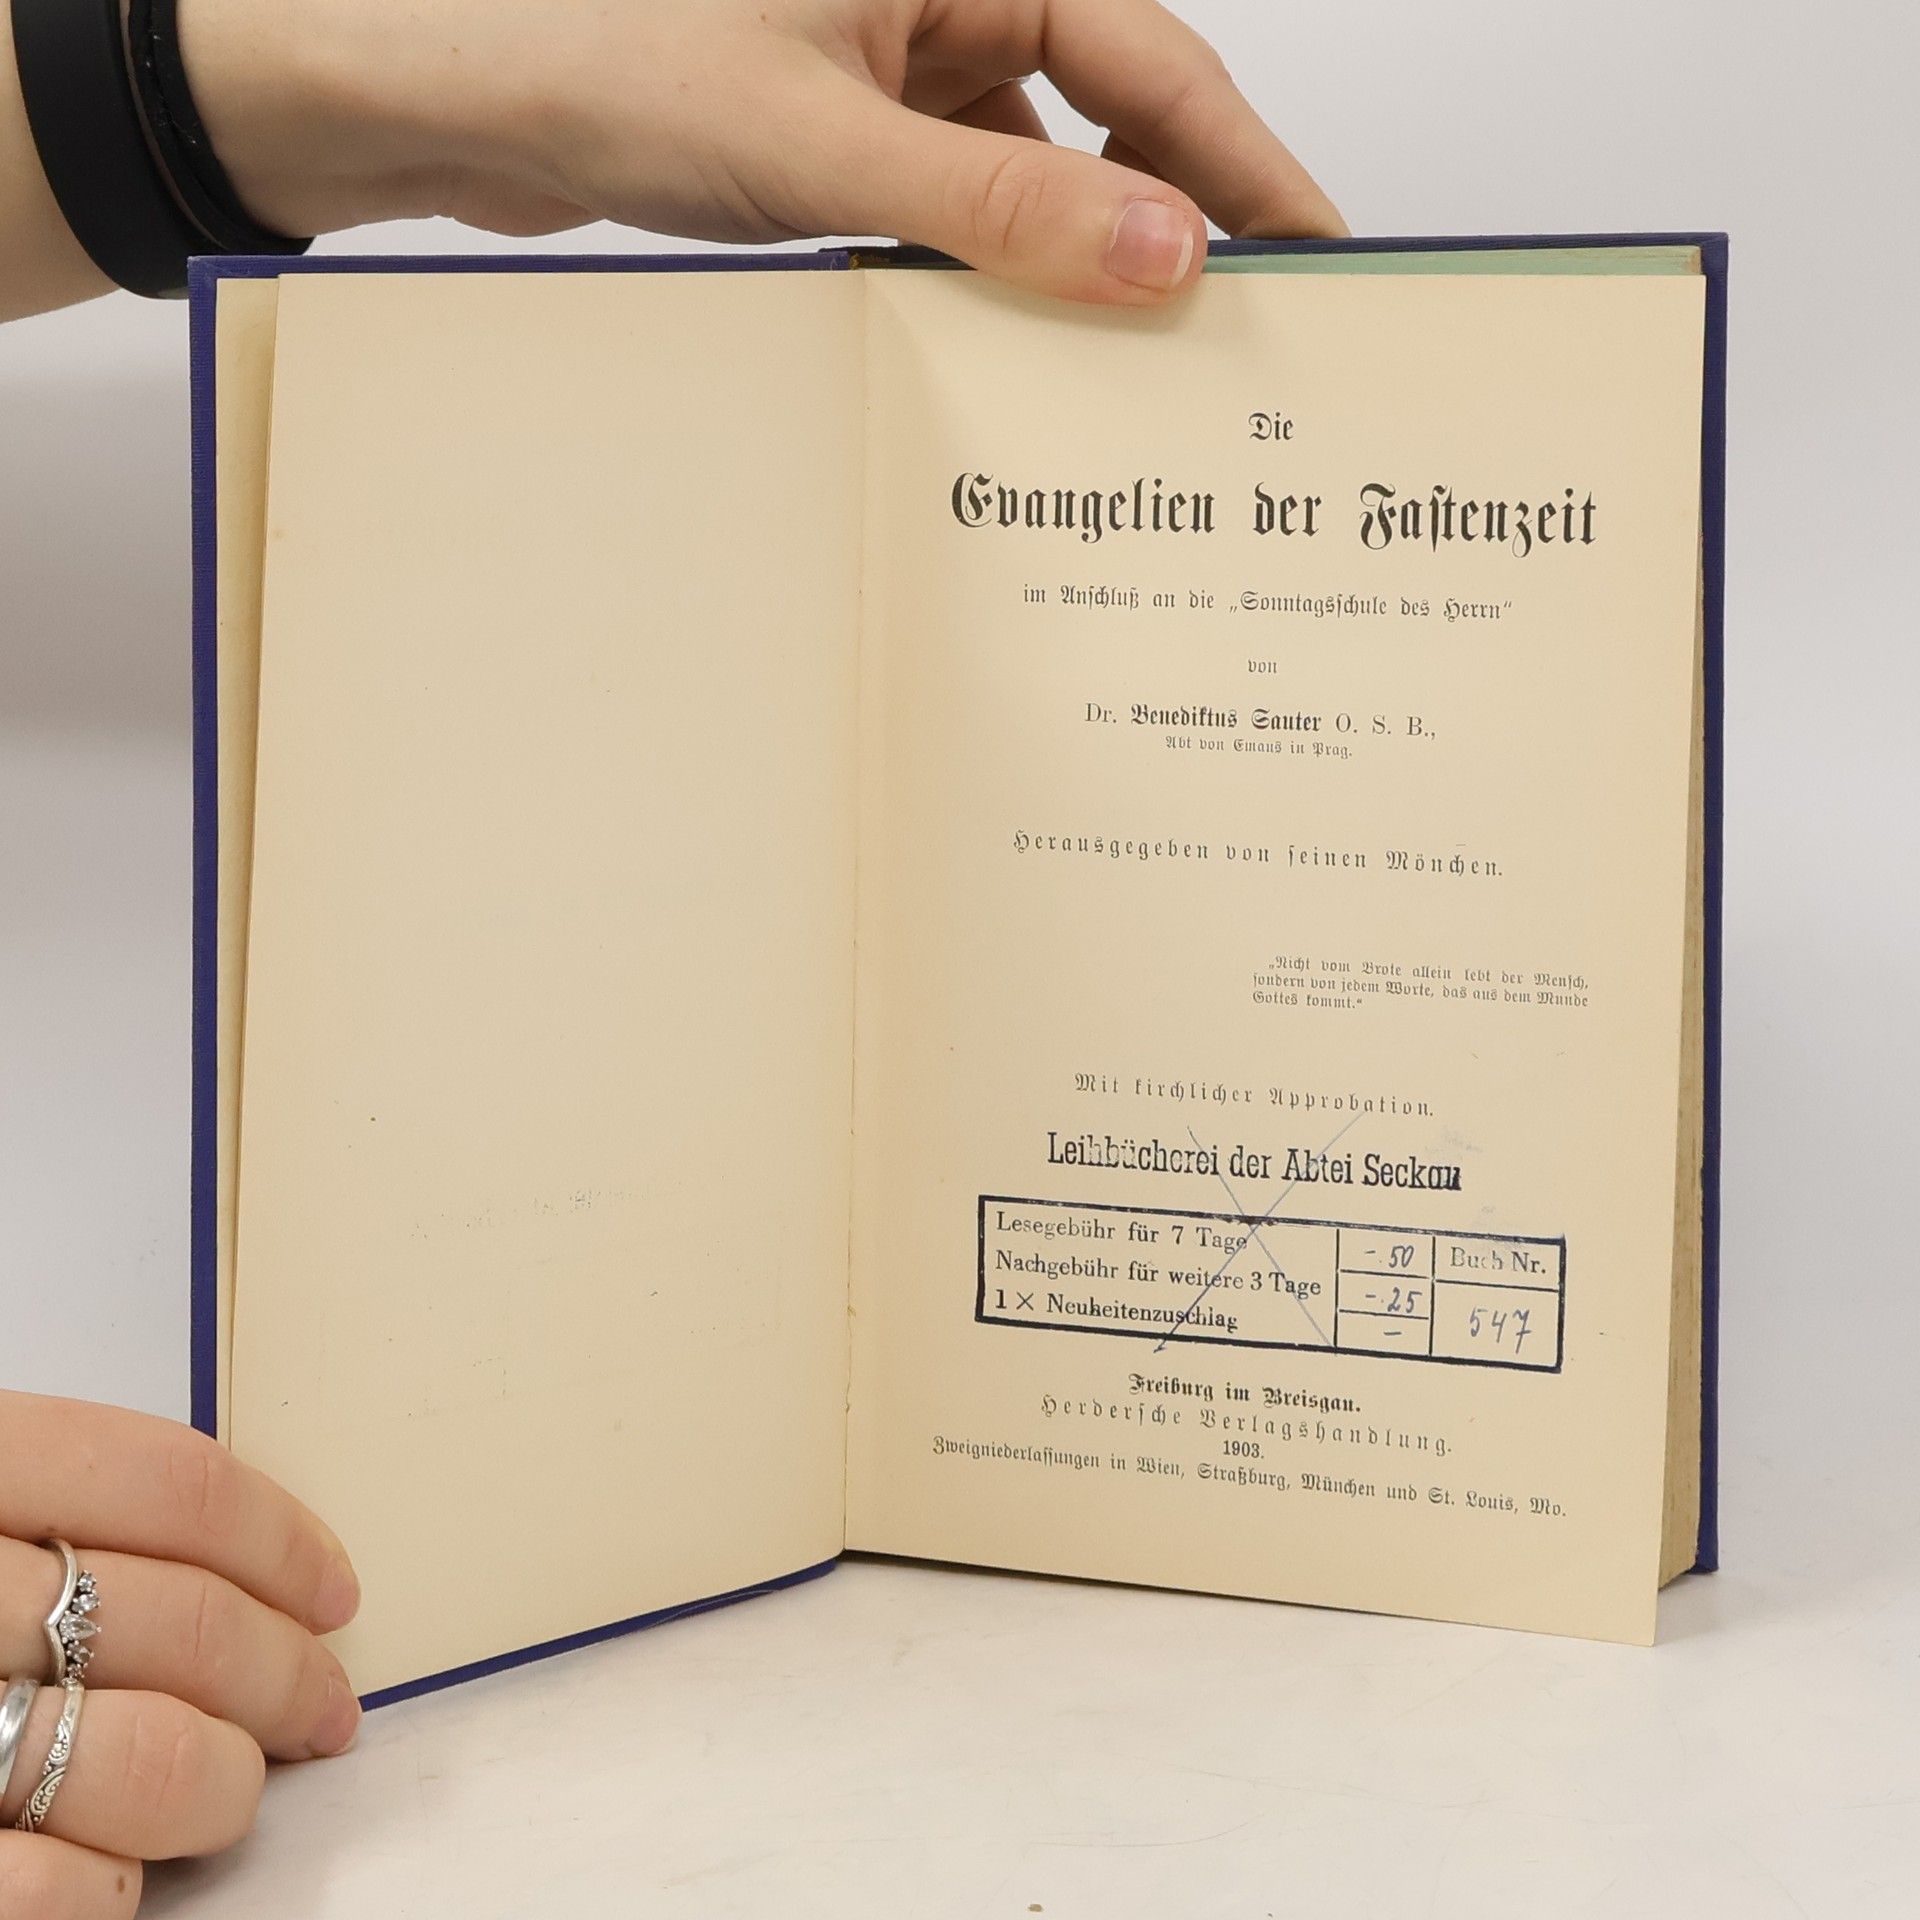 Die
Evangelien der Faſtenzeit
im Anſchluß an die „Sonntagsſchule des Herrn“
von
Dr. Benediktus Sauter O. S. B.,
Abt von Emaus in Prag.
Herausgegeben von ſeinen Mönchen.
„Nicht vom Brote allein lebt der Menſch,
ſondern von jedem Worte, das aus dem Munde
Gottes kommt.“
Mit kirchlicher Approbation.
Leihbücherei der Abtei Seckau
Lesegebühr für 7 Tage -.50 Buch Nr.
Nachgebühr für weitere 3 Tage -.25 547
1 × Neuheitenzuschlag –
Freiburg im Breisgau.
Herderſche Verlagshandlung.
1903.
Zweigniederlaſſungen in Wien, Straßburg, München und St. Louis, Mo.